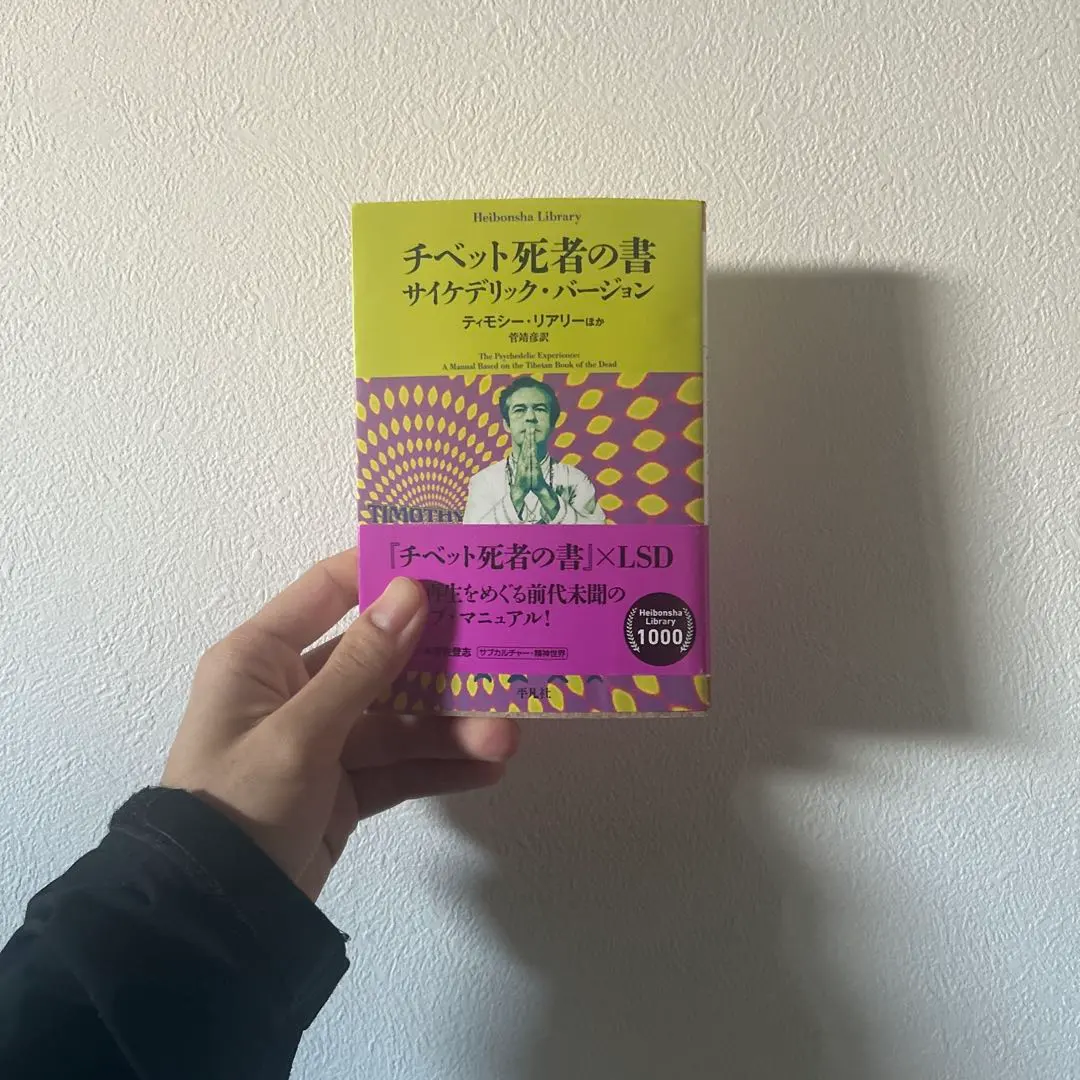 Heibonsha Library
チベット死者の書
サイケデリック・バージョン
ティモシー・リアリーほか
菅靖彦訳
The Psychedelic Experience:
A Manual Based on the Tibetan Book of the Dead
TIMOTHY
『チベット死者の書』×LSD
再生をめぐる前代未聞の
プ・マニュアル!
登志 サブカルチャー・精神世界
Heibonsha
Library
1000
平凡社